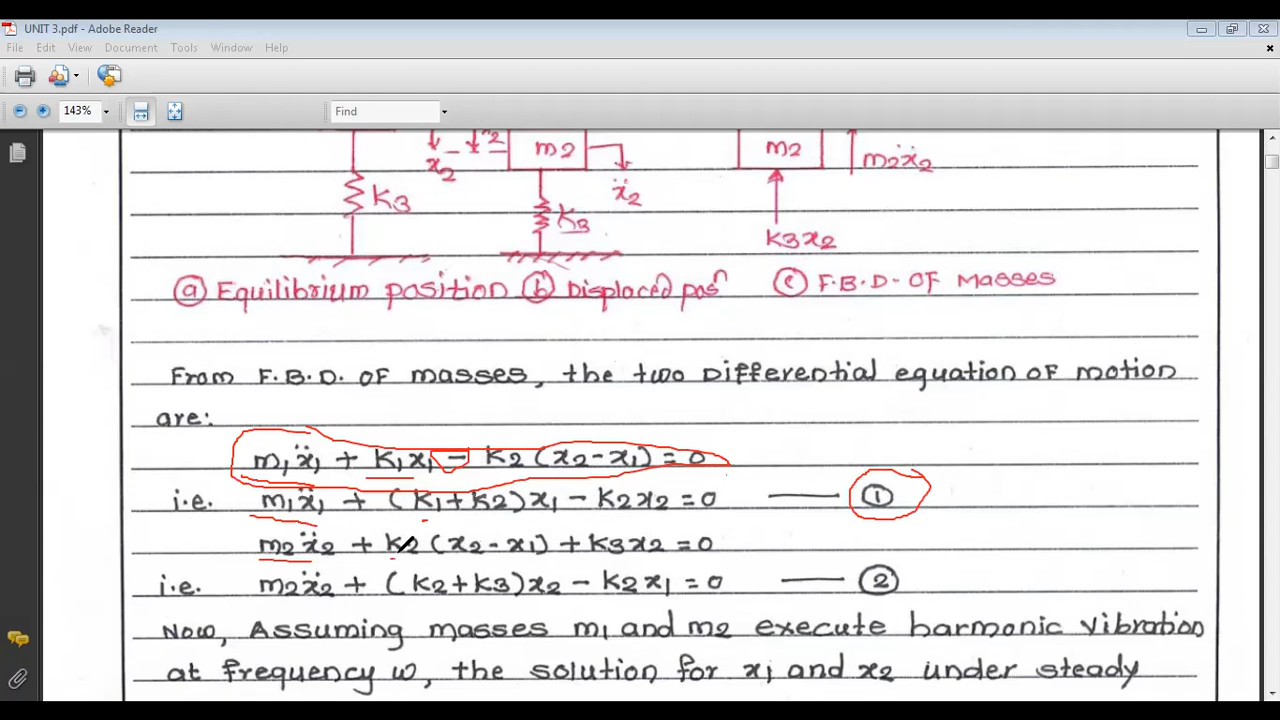 UNIT 3.pdf - Adobe Reader
File Edit View Document Tools Window Help
143% Find
x2 m2 ẍ2 m2 m2ẍ2
K3 K3 K3x2
ⓐ Equilibrium position ⓑ Displaced posn ⓒ F.B.D. OF Masses
From F.B.D. OF masses, the two Differential equation OF motion
are:
m1ẍ1 + K1x1 - K2 (x2-x1) = 0
i.e. m1ẍ1 + (K1+K2)x1 - K2x2 = 0 —— ①
m2ẍ2 + K2 (x2-x1) + K3x2 = 0
i.e. m2ẍ2 + (K2+K3)x2 - K2x1 = 0 —— ②
Now, Assuming masses m1 and m2 execute harmonic vibration
at frequency ω, the solution for x1 and x2 under steady